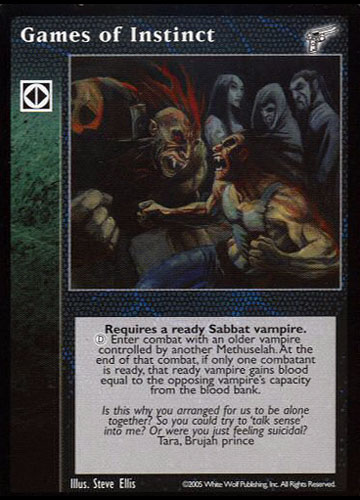 Games of Instinct
Requires a ready Sabbat vampire.
Ⓓ Enter combat with an older vampire
controlled by another Methuselah. At the
end of that combat, if only one combatant
is ready, that ready vampire gains blood
equal to the opposing vampire's capacity
from the blood bank.
Is this why you arranged for us to be alone
together? So you could try to 'talk sense'
into me? Or were you just feeling suicidal?
Tara, Brujah prince
Illus. Steve Ellis
©2005 White Wolf Publishing, Inc. All Rights Reserved.